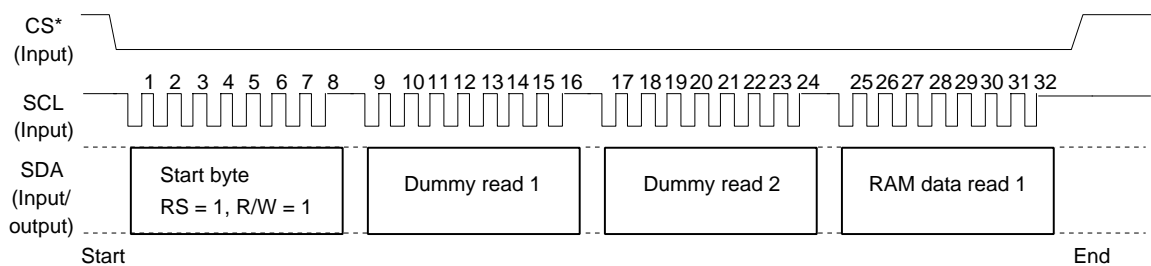 CS*
(Input)
1 2 3 4 5 6 7 8 9 10 11 12 13 14 15 16 17 18 19 20 21 22 23 24 25 26 27 28 29 30 31 32
SCL
(Input)
SDA
(Input/
output)
Start byte
RS = 1, R/W = 1
Dummy read 1
Dummy read 2
RAM data read 1
Start
End